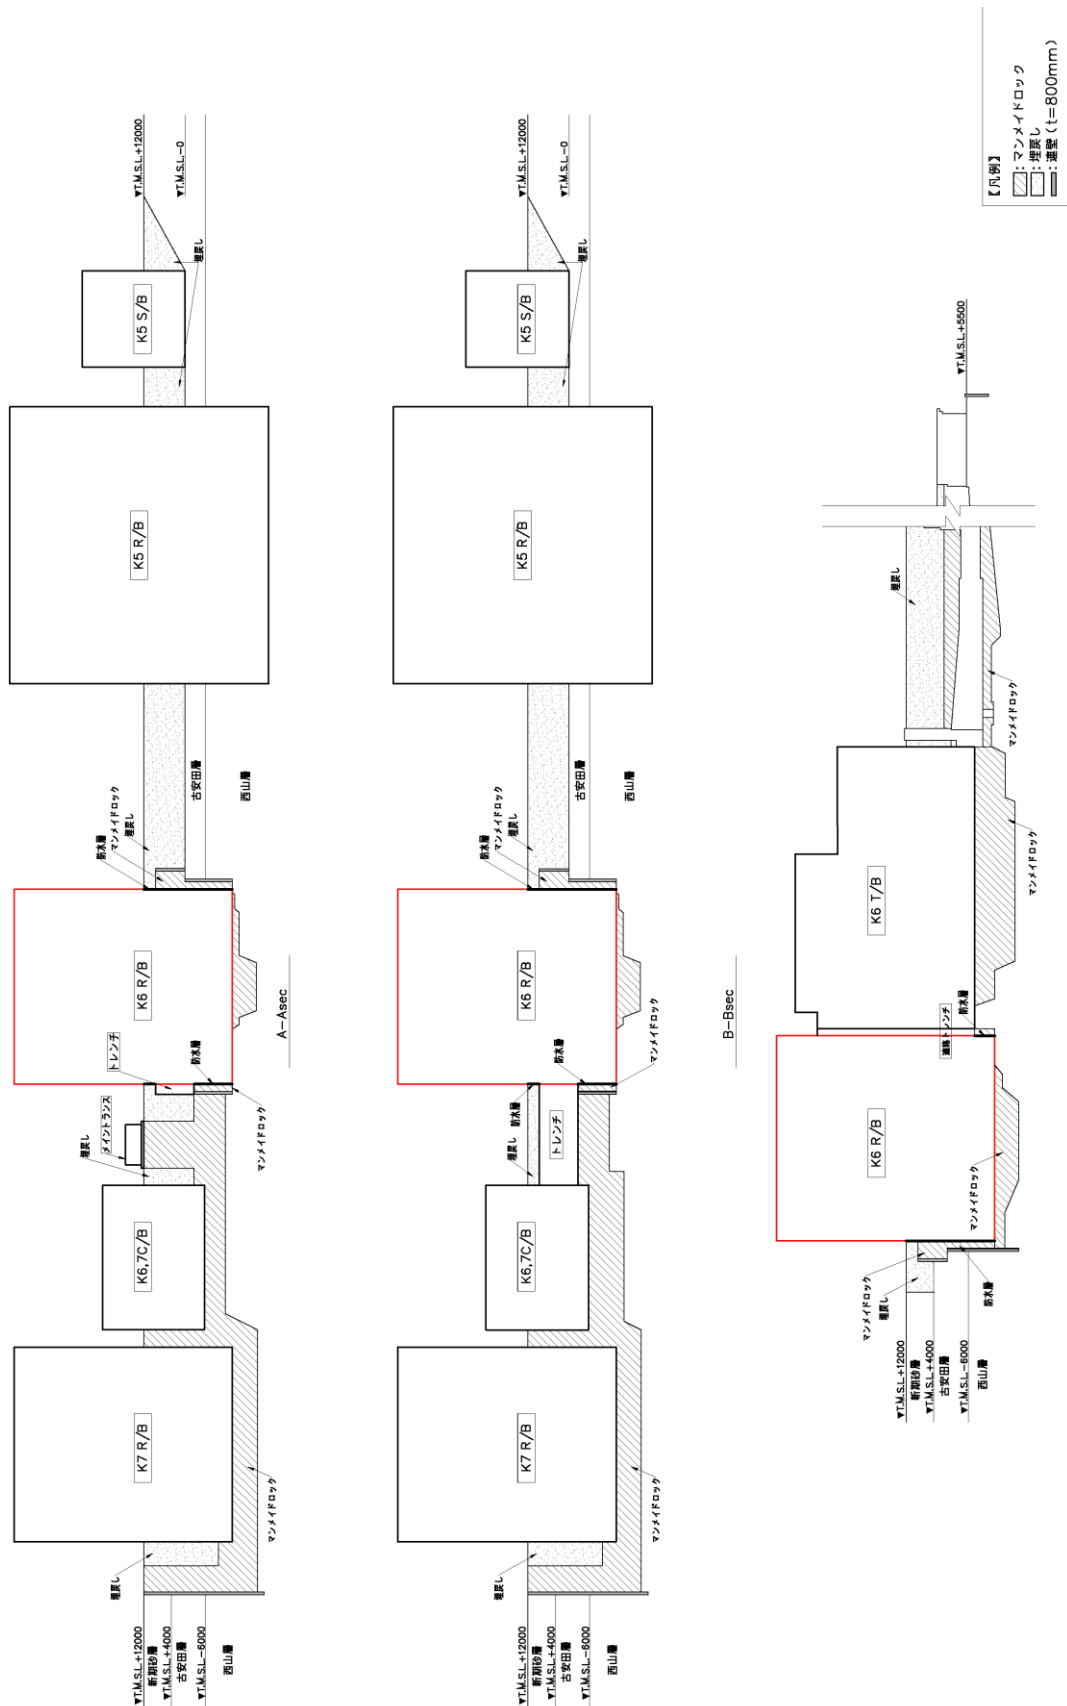 ▼T.M.S.L.+12000
新期砂層
▼T.M.S.L.+4000
古安田層
▼T.M.S.L.-6000
西山層
埋戻し
K7 R/B
マンメイドロック
K6,7C/B
埋戻し
メイントランス
トレンチ
防水層
マンメイドロック
K6 R/B
防水層
マンメイドロック
埋戻し
古安田層
西山層
K5 R/B
K5 S/B
埋戻し
▼T.M.S.L.+12000
▼T.M.S.L.-0
A-Asec
▼T.M.S.L.+12000
新期砂層
▼T.M.S.L.+4000
古安田層
▼T.M.S.L.-6000
西山層
埋戻し
K7 R/B
マンメイドロック
K6,7C/B
埋戻し
防水層
トレンチ
防水層
マンメイドロック
K6 R/B
防水層
マンメイドロック
埋戻し
古安田層
西山層
K5 R/B
K5 S/B
埋戻し
▼T.M.S.L.+12000
▼T.M.S.L.-0
B-Bsec
▼T.M.S.L.+12000
新期砂層
▼T.M.S.L.+4000
古安田層
▼T.M.S.L.-6000
西山層
マンメイドロック
埋戻し
防水層
K6 R/B
マンメイドロック
連絡トレンチ
防水層
K6 T/B
マンメイドロック
マンメイドロック
埋戻し
▼T.M.S.L.+5500
【凡例】
:マンメイドロック
:埋戻し
:連壁(t=800mm)